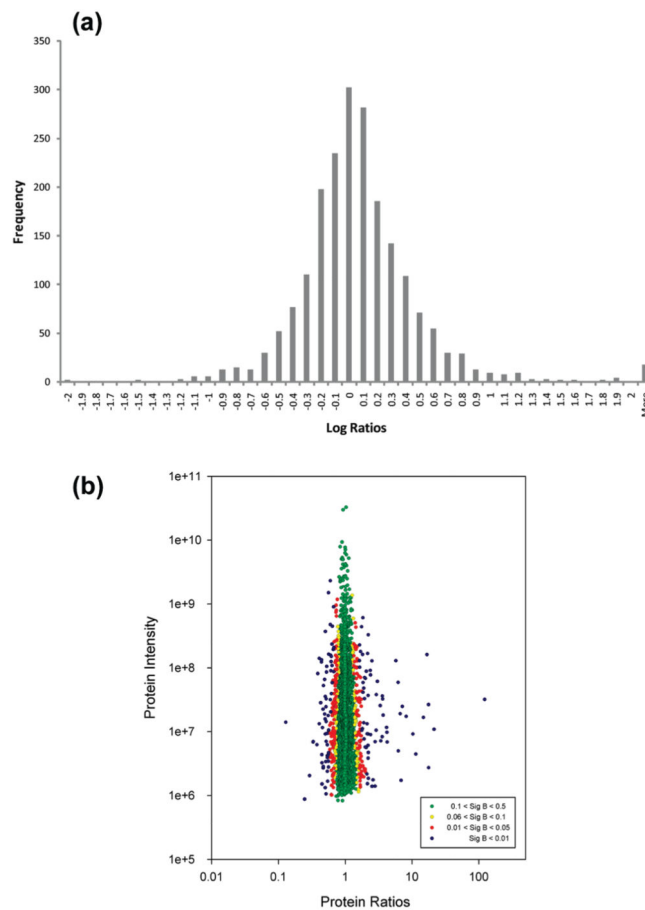 (a)
350
300
250
200
150
100
50
0
Frequency
-2 -1.9 -1.8 -1.7 -1.6 -1.5 -1.4 -1.3 -1.2 -1.1 -1 -0.9 -0.8 -0.7 -0.6 -0.5 -0.4 -0.3 -0.2 -0.1 0 0.1 0.2 0.3 0.4 0.5 0.6 0.7 0.8 0.9 1 1.1 1.2 1.3 1.4 1.5 1.6 1.7 1.8 1.9 2 More
Log Ratios
(b)
1e+11
1e+10
1e+9
1e+8
1e+7
1e+6
1e+5
Protein Intensity
0.1 < Sig B < 0.5
0.06 < Sig B < 0.1
0.01 < Sig B < 0.05
Sig B < 0.01
0.01 0.1 1 10 100
Protein Ratios